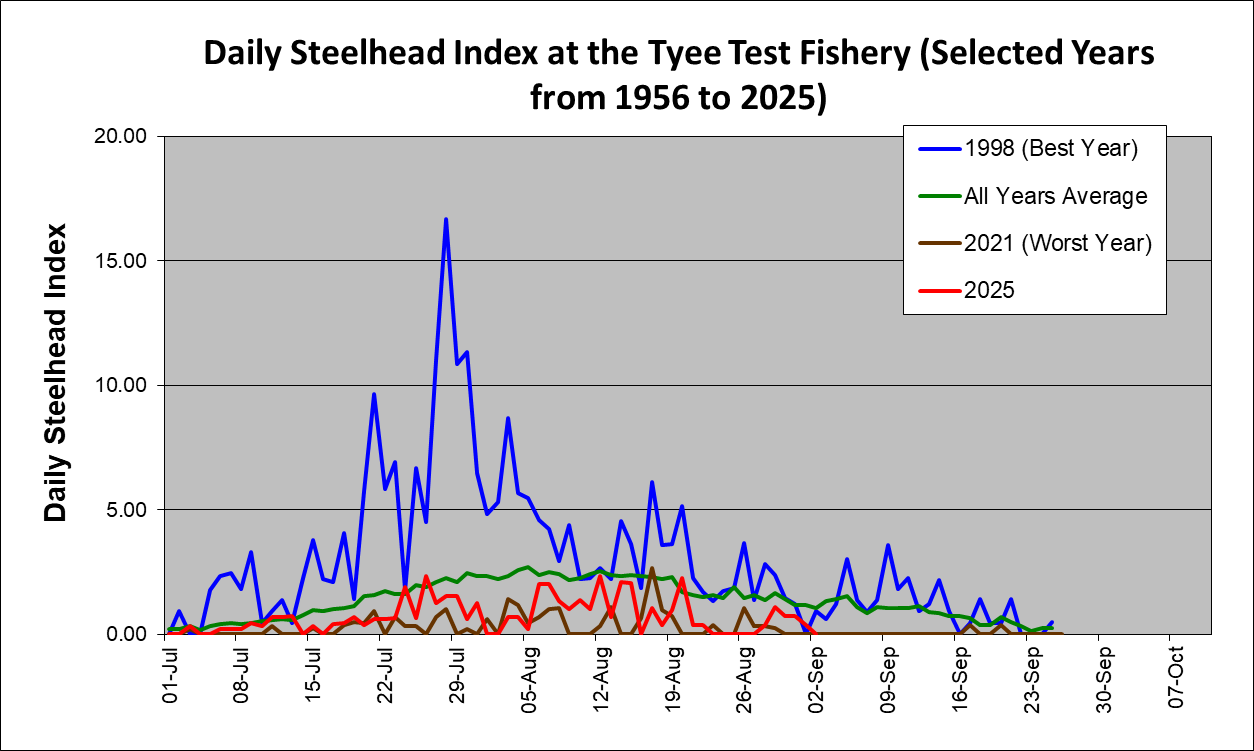 Daily Steelhead Index at the Tyee Test Fishery (Selected Years
from 1956 to 2025)
Daily Steelhead Index
20.00
15.00
10.00
5.00
0.00
1998 (Best Year)
All Years Average
2021 (Worst Year)
2025
01-Jul
08-Jul
15-Jul
22-Jul
29-Jul
05-Aug
12-Aug
19-Aug
26-Aug
02-Sep
09-Sep
16-Sep
23-Sep
30-Sep
07-Oct